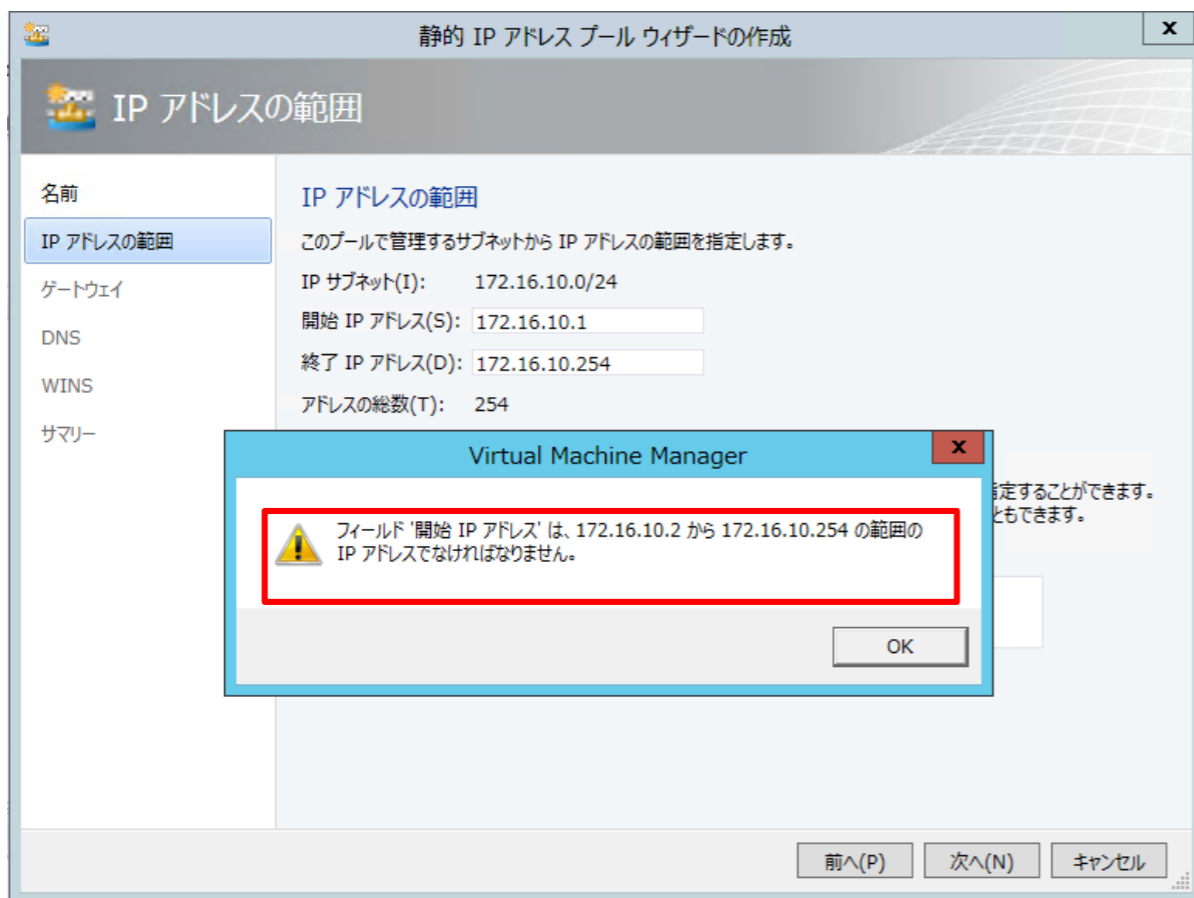 静的 IP アドレス プール ウィザードの作成
x
IP アドレスの範囲
名前
IP アドレスの範囲
ゲートウェイ
DNS
WINS
サマリー
IP アドレスの範囲
このプールで管理するサブネットから IP アドレスの範囲を指定します。
IP サブネット(I): 172.16.10.0/24
開始 IP アドレス(S): 172.16.10.1
終了 IP アドレス(D): 172.16.10.254
アドレスの総数(T): 254
定することができます。
ともできます。
Virtual Machine Manager
x
フィールド '開始 IP アドレス' は、172.16.10.2 から 172.16.10.254 の範囲の
IP アドレスでなければなりません。
OK
前へ(P) 次へ(N) キャンセル